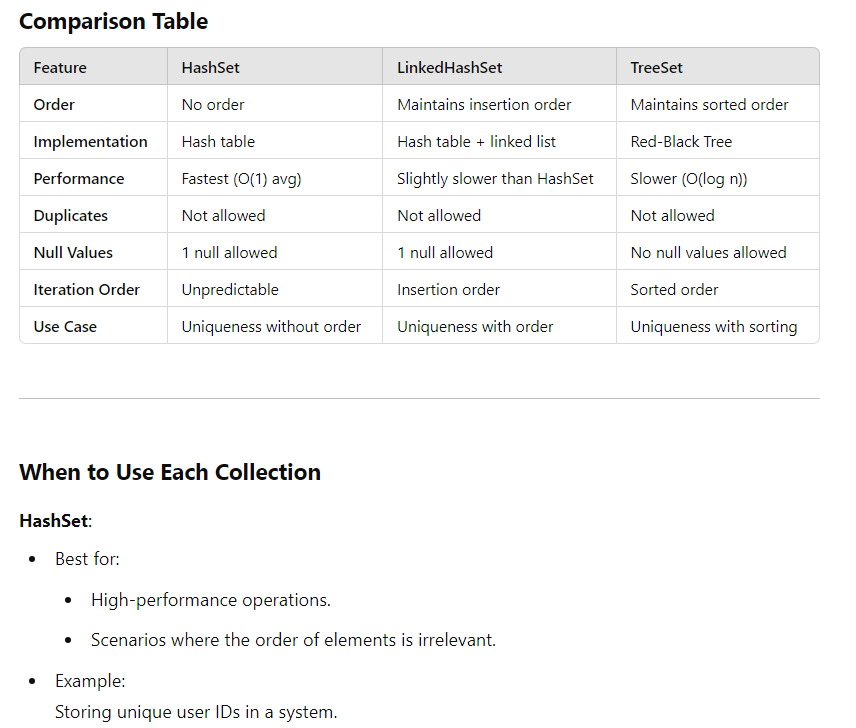 Comparison Table
Feature HashSet LinkedHashSet TreeSet
Order No order Maintains insertion order Maintains sorted order
Implementation Hash table Hash table + linked list Red-Black Tree
Performance Fastest (O(1) avg) Slightly slower than HashSet Slower (O(log n))
Duplicates Not allowed Not allowed Not allowed
Null Values 1 null allowed 1 null allowed No null values allowed
Iteration Order Unpredictable Insertion order Sorted order
Use Case Uniqueness without order Uniqueness with order Uniqueness with sorting
When to Use Each Collection
HashSet:
• Best for:
• High-performance operations.
• Scenarios where the order of elements is irrelevant.
• Example:
Storing unique user IDs in a system.